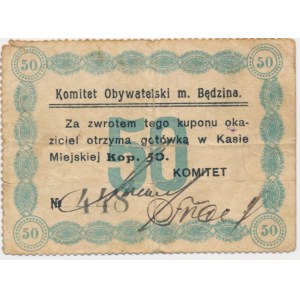 50 50
Komitet Obywatelski m. Będzina.
Za zwrotem tego kuponu oka-
ziciel otrzyma gotówką w Kasie
Miejskiej Kop. 50.
50
KOMITET
№ 448
50 50